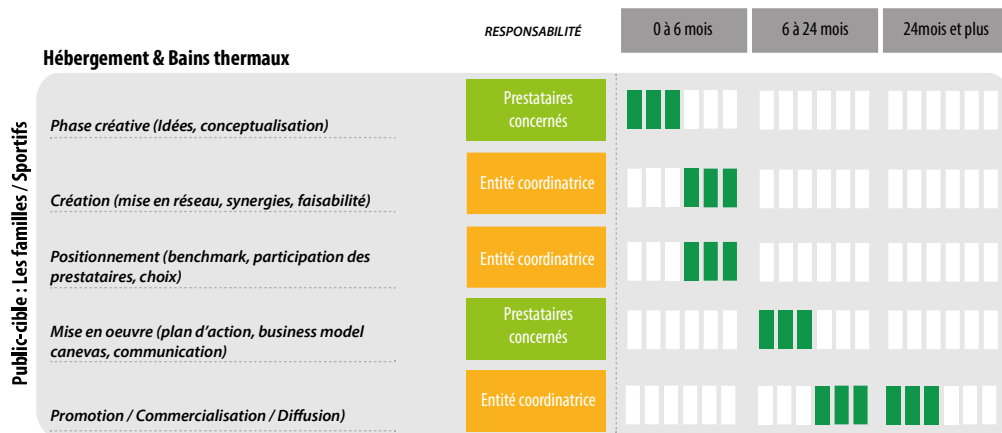 RESPONSABILITÉ
0 à 6 mois
6 à 24 mois
24mois et plus
Hébergement & Bains thermaux
Public-cible : Les familles / Sportifs
Phase créative (Idées, conceptualisation)
Prestataires
concernés
Création (mise en réseau, synergies, faisabilité)
Entité coordinatrice
Positionnement (benchmark, participation des
prestataires, choix)
Entité coordinatrice
Mise en oeuvre (plan d'action, business model
canevas, communication)
Prestataires
concernés
Promotion / Commercialisation / Diffusion)
Entité coordinatrice